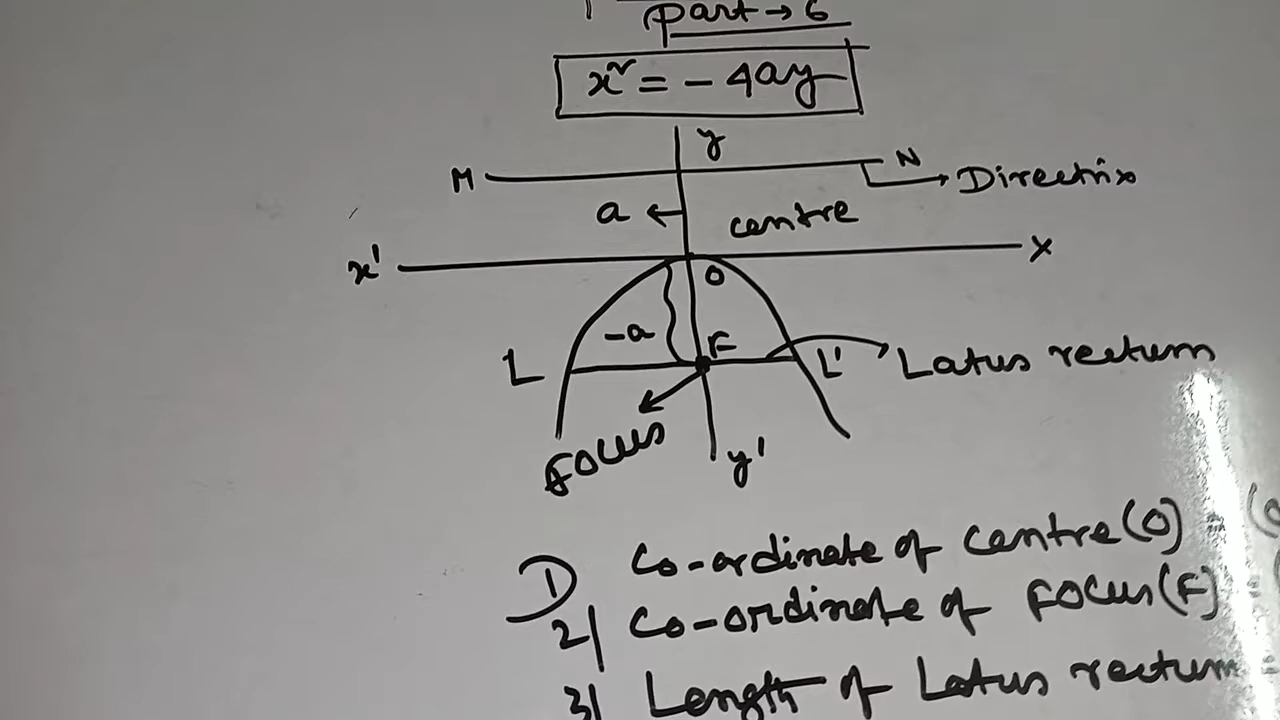 Part → 6
x² = - 4ay
y
M N → Directrix
a ← centre
x' X
O
-a F
L L' → Latus rectum
Focus
y'
1) Co-ordinate of centre (O) = (
2) Co-ordinate of Focus (F)
3) Length of Latus rectum =